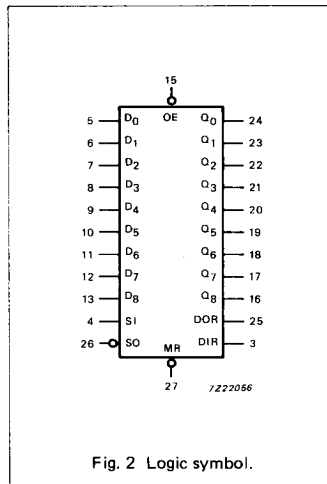 15
5 D0 OE Q0 24
6 D1 Q1 23
7 D2 Q2 22
8 D3 Q3 21
9 D4 Q4 20
10 D5 Q5 19
11 D6 Q6 18
12 D7 Q7 17
13 D8 Q8 16
4 SI DOR 25
26 SO MR DIR 3
27 7Z22056
Fig. 2 Logic symbol.